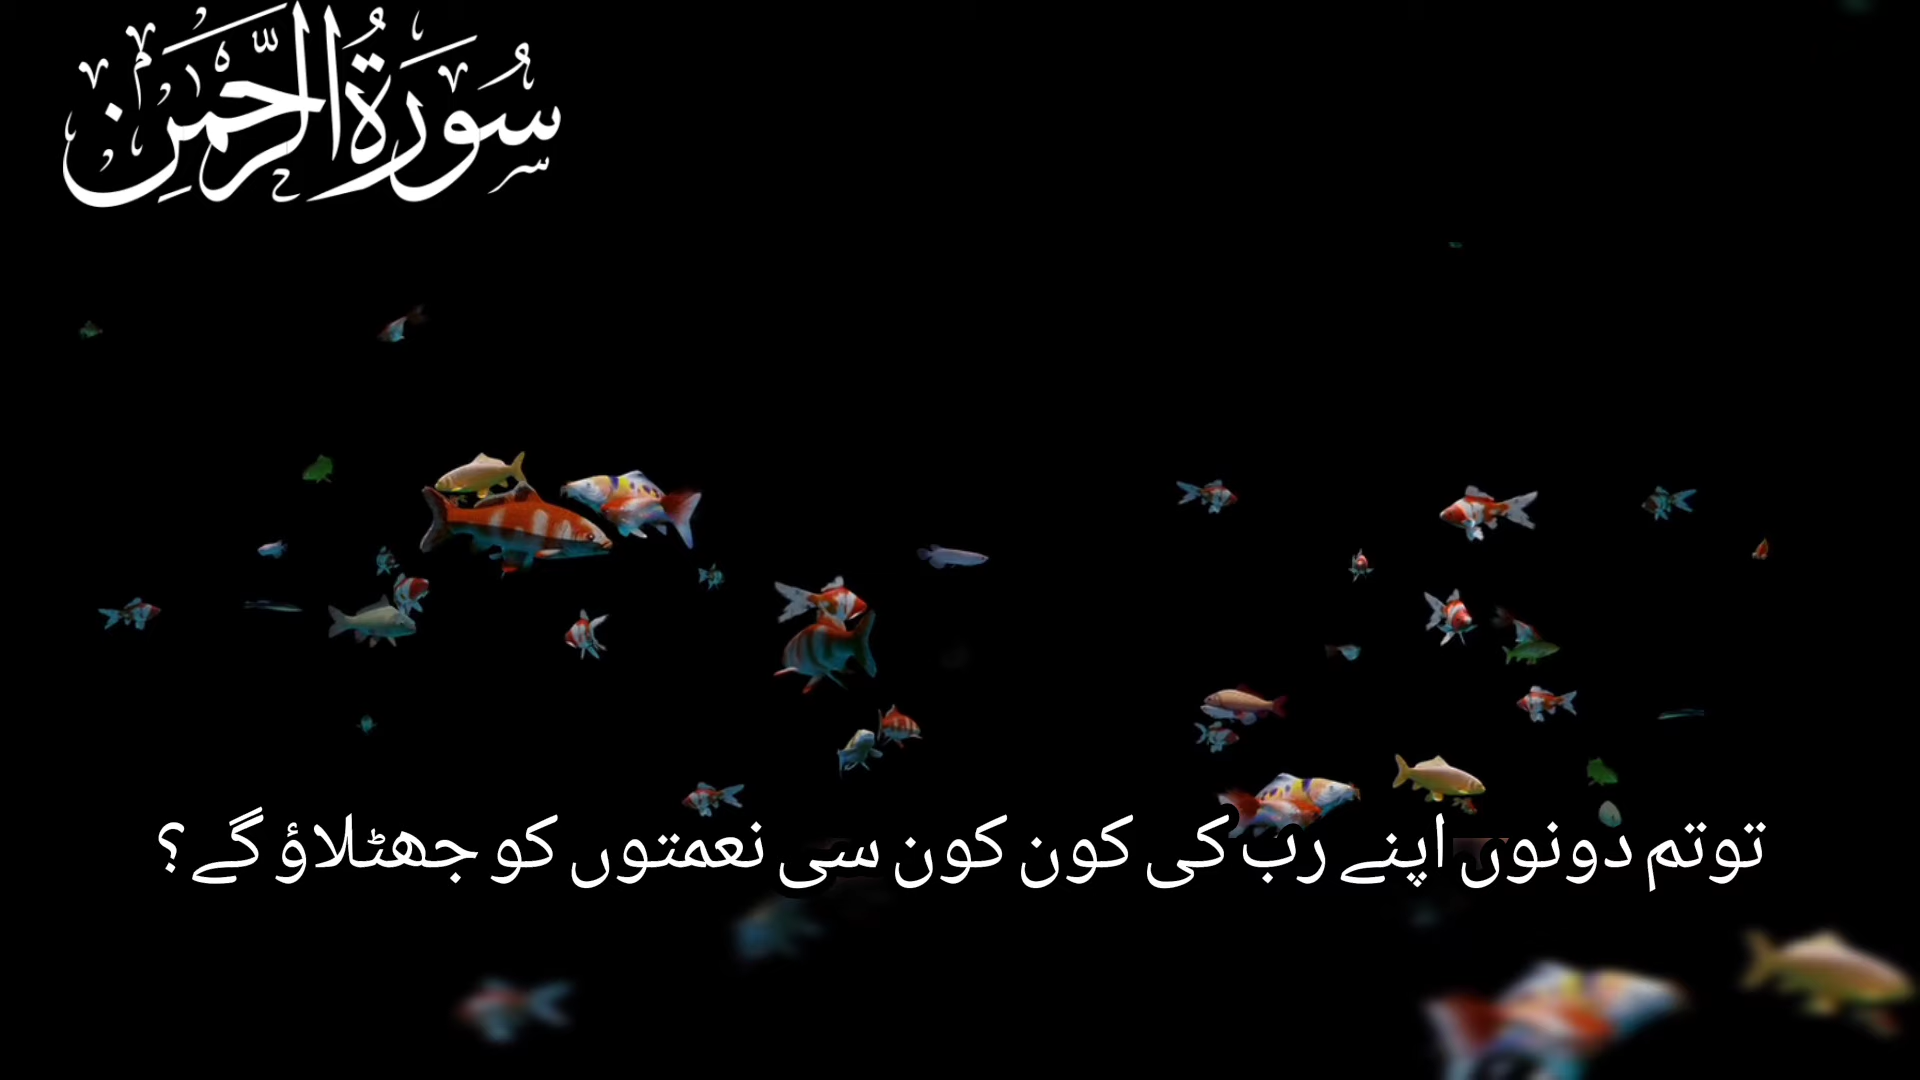 سُورَةُ الرَّحْمٰنِ
توتم دونوں اپنے رب کی کون کون سی نعمتوں کو جھٹلاؤ گے؟